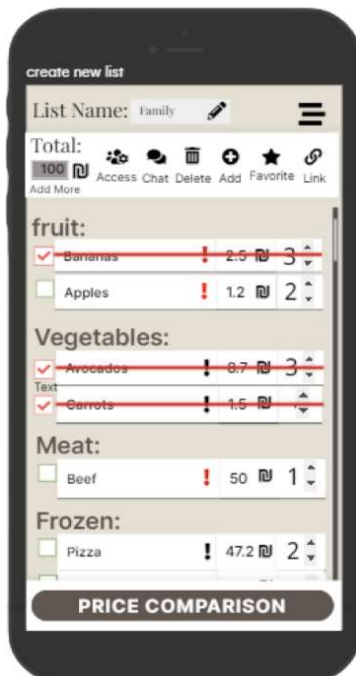 create new list
List Name: Family
Total:
100 ₪
Add More
Access Chat Delete Add Favorite Link
fruit:
Bananas ! 2.5 ₪ 3
Apples ! 1.2 ₪ 2
Vegetables:
Avocados ! 8.7 ₪ 3
Text
Carrots ! 1.5 ₪
Meat:
Beef ! 50 ₪ 1
Frozen:
Pizza ! 47.2 ₪ 2
PRICE COMPARISON